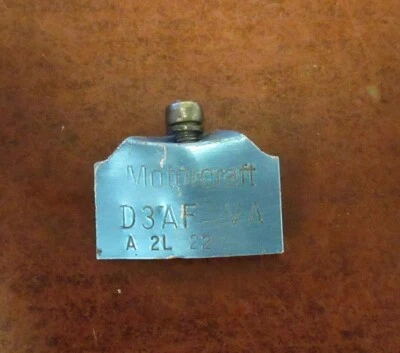 Motorcraft
D3AF A
A 2L 22